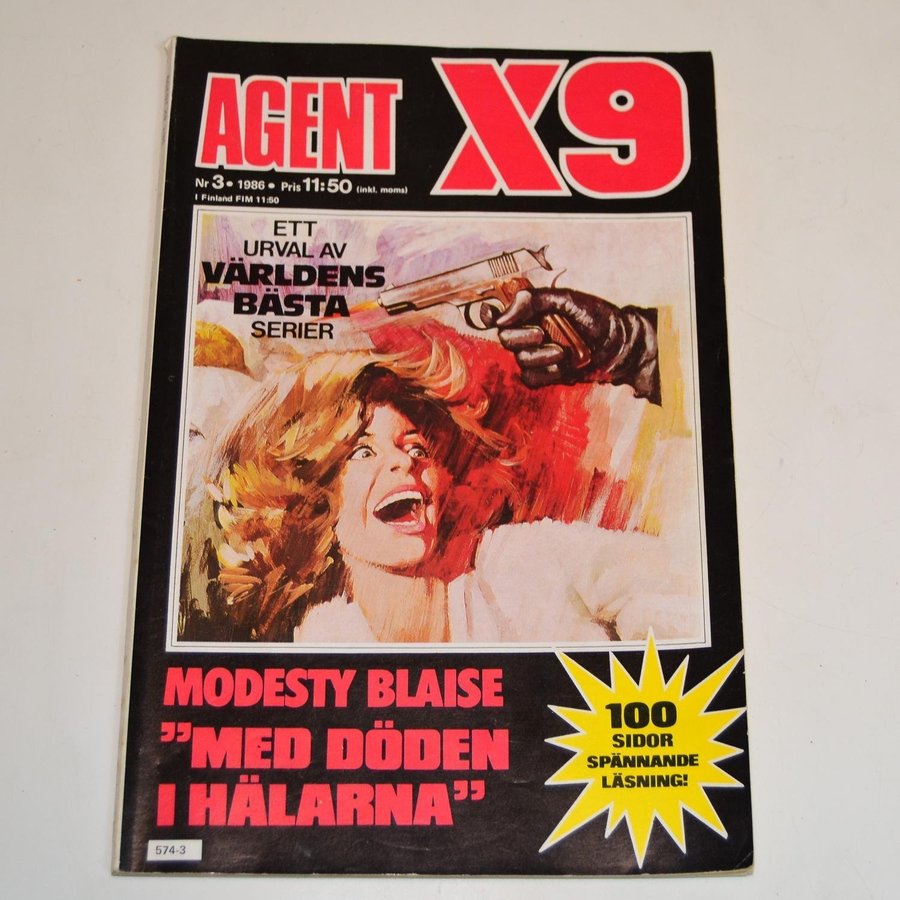 AGENT X9
Nr 3 • 1986 • Pris 11:50 (inkl. moms)
I Finland FIM 11:50
ETT
URVAL AV
VÄRLDENS
BÄSTA
SERIER
MODESTY BLAISE
”MED DÖDEN
I HÄLARNA”
100
SIDOR
SPÄNNANDE
LÄSNING!
574-3